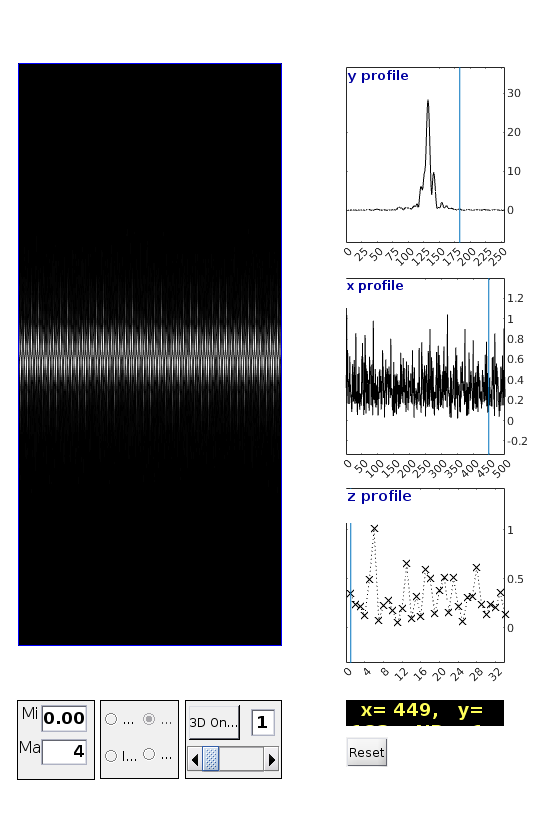 y profile
30
20
10
0
0 25 50 75 100 125 150 175 200 225 250
x profile
1.2
1
0.8
0.6
0.4
0.2
0
-0.2
0 50 100 150 200 250 300 350 400 450 500
z profile
1
0.5
0
0 4 8 12 16 20 24 28 32
Mi 0.00
Ma 4
... ...
I... ...
3D On... 1
x= 449, y=
Reset